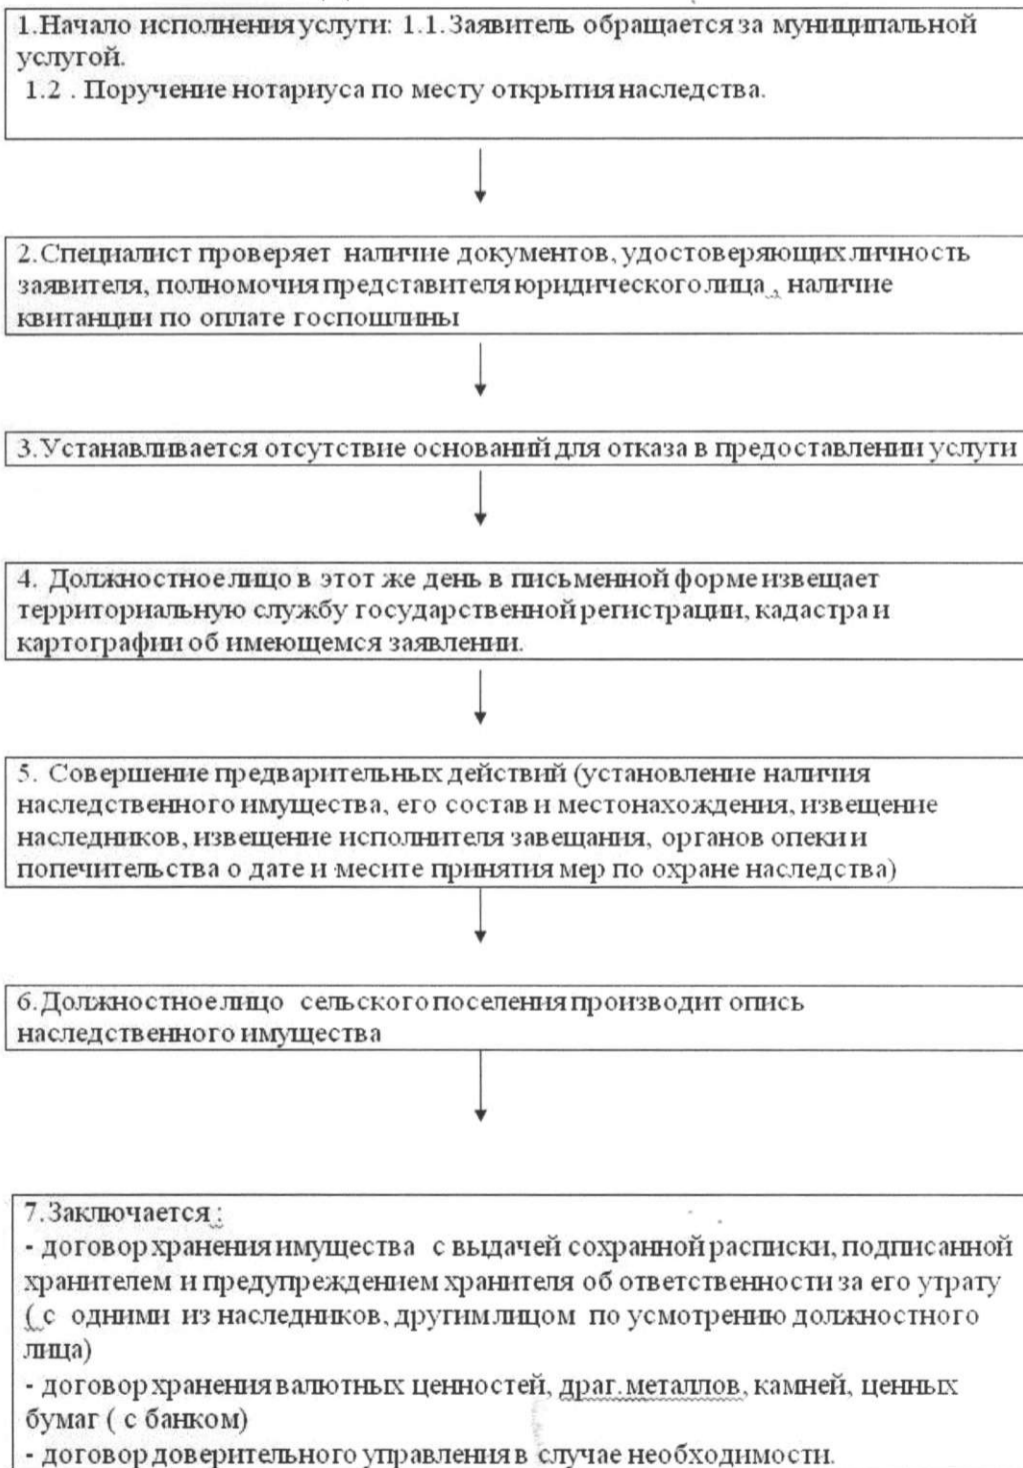 1.Начало исполнения услуги: 1.1.Заявитель обращается за муниципальной
услугой.
1.2 . Поручение нотариуса по месту открытия наследства.
2.Специалист проверяет наличие документов, удостоверяющих личность
заявителя, полномочия представителя юридического лица , наличие
квитанции по оплате госпошлины
3.Устанавливается отсутствие оснований для отказа в предоставлении услуги
4. Должностное лицо в этот же день в письменной форме извещает
территориальную службу государственной регистрации, кадастра и
картографии об имеющемся заявлении.
5. Совершение предварительных действий (установление наличия
наследственного имущества, его состав и местонахождения, извещение
наследников, извещение исполнителя завещания, органов опеки и
попечительства о дате и месите принятия мер по охране наследства)
6.Должностное лицо сельского поселения производит опись
наследственного имущества
7.Заключается :
- договор хранения имущества с выдачей сохранной расписки, подписанной
хранителем и предупреждением хранителя об ответственности за его утрату
( с одними из наследников, другим лицом по усмотрению должностного
лица)
- договор хранения валютных ценностей, драг.металлов, камней, ценных
бумаг ( с банком)
- договор доверительного управления в случае необходимости.